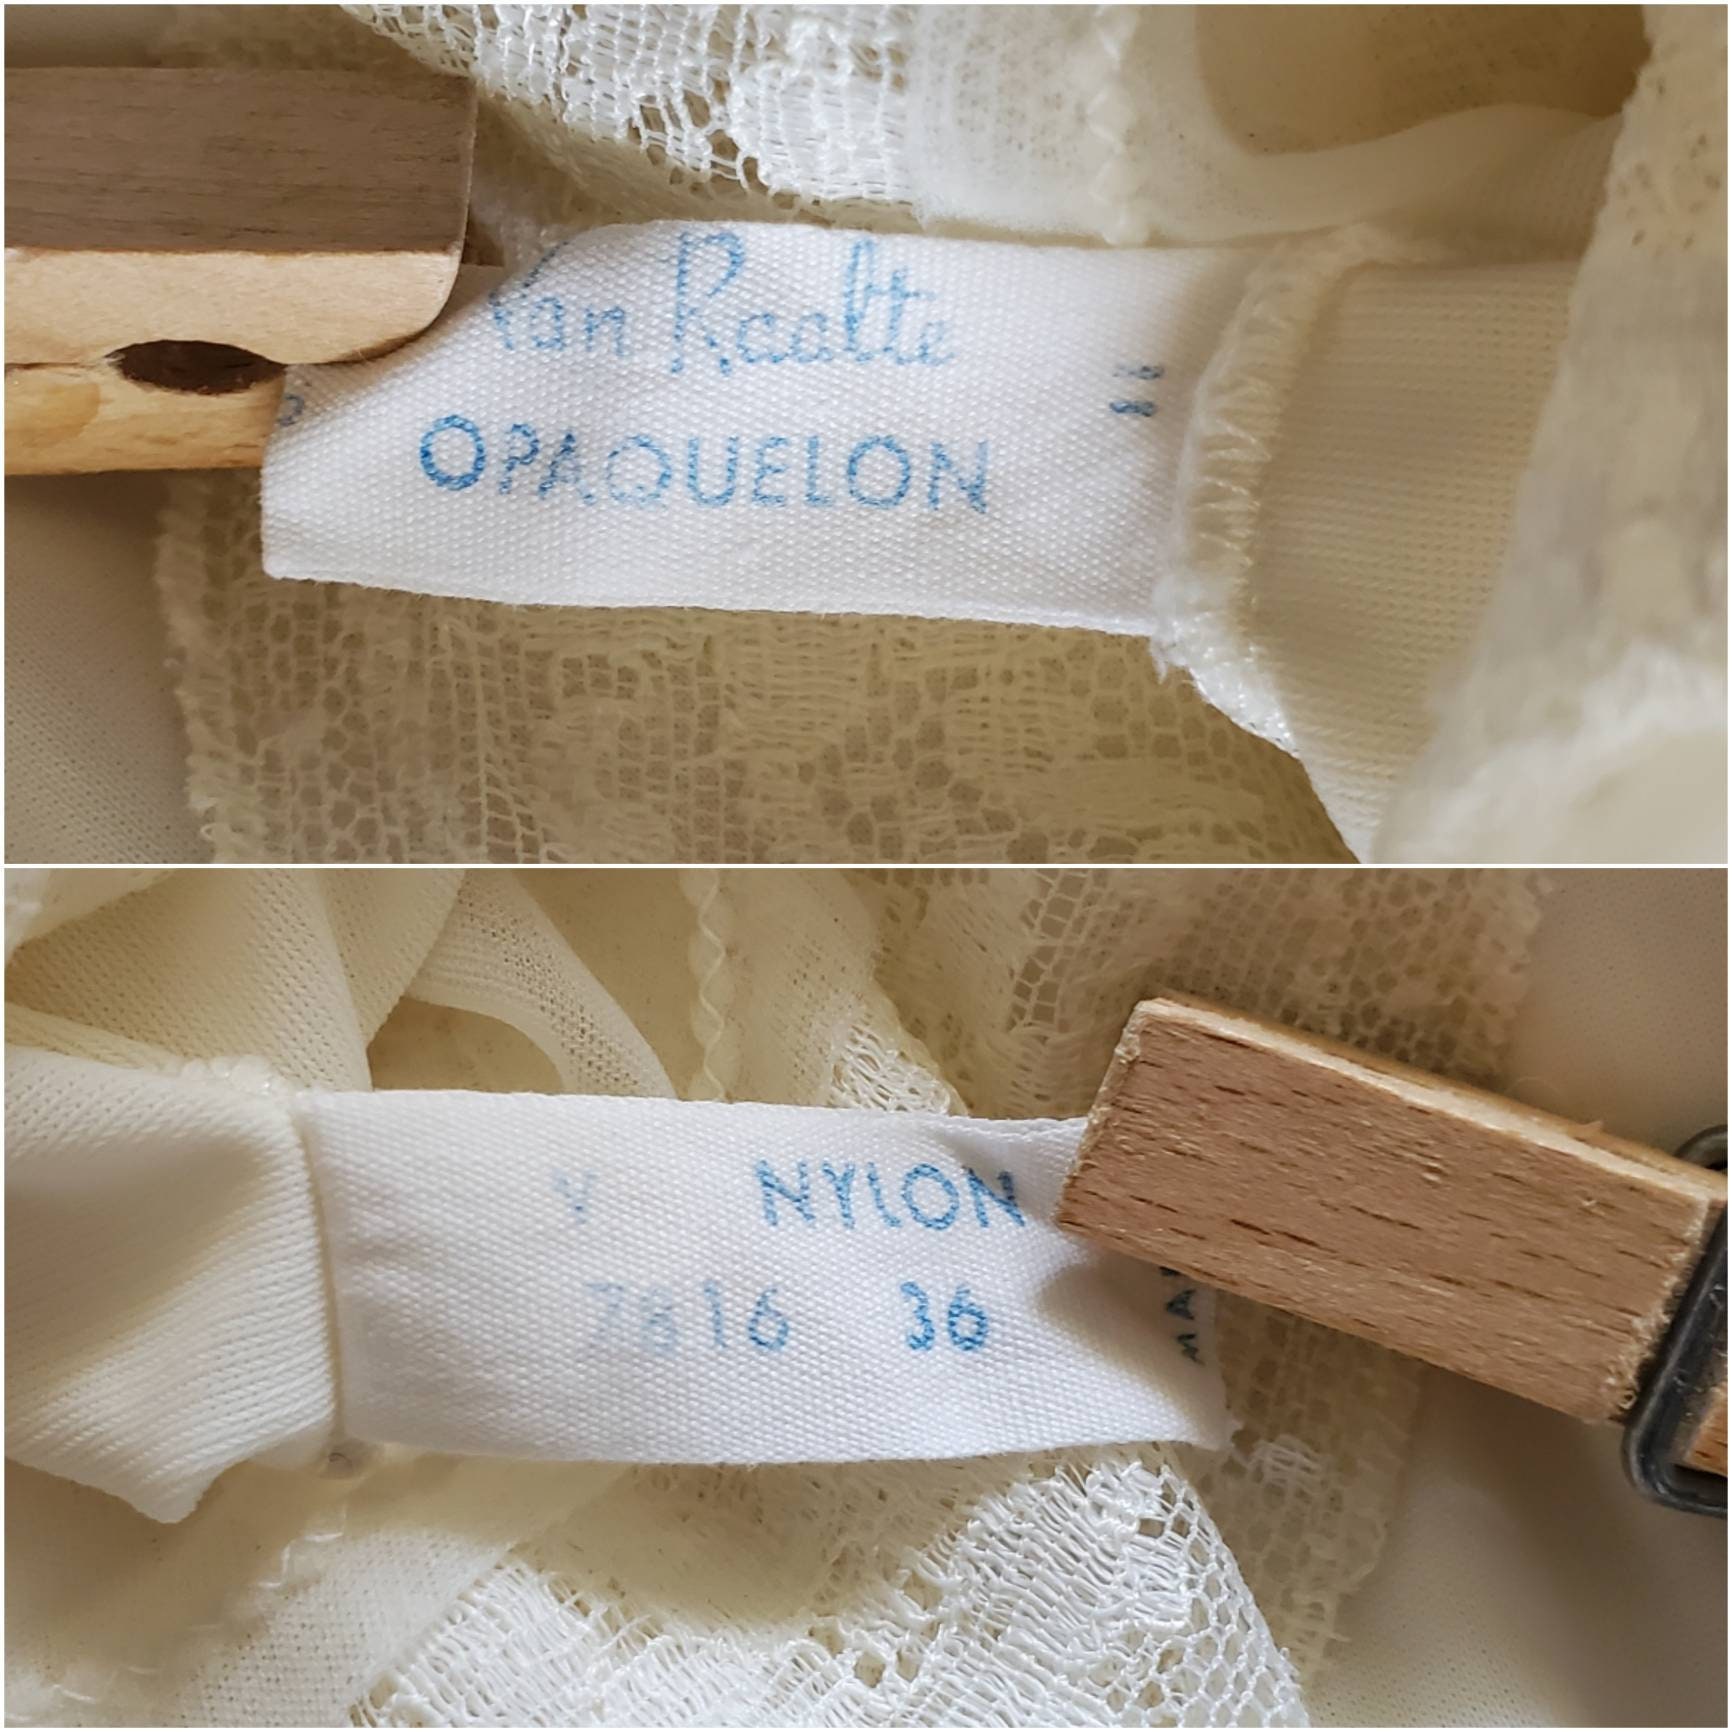 Van Raalte
OPAQUELON
V NYLON
7616 36